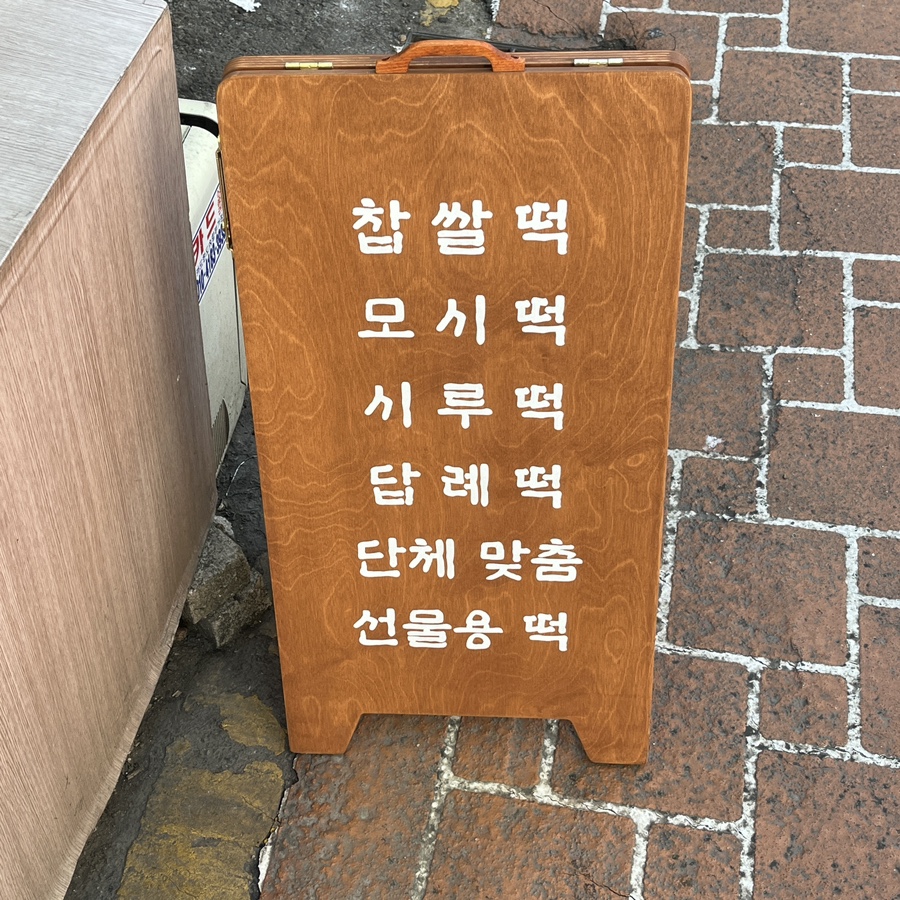 찹쌀떡
모시떡
시루떡
답례떡
단체 맞춤
선물용 떡